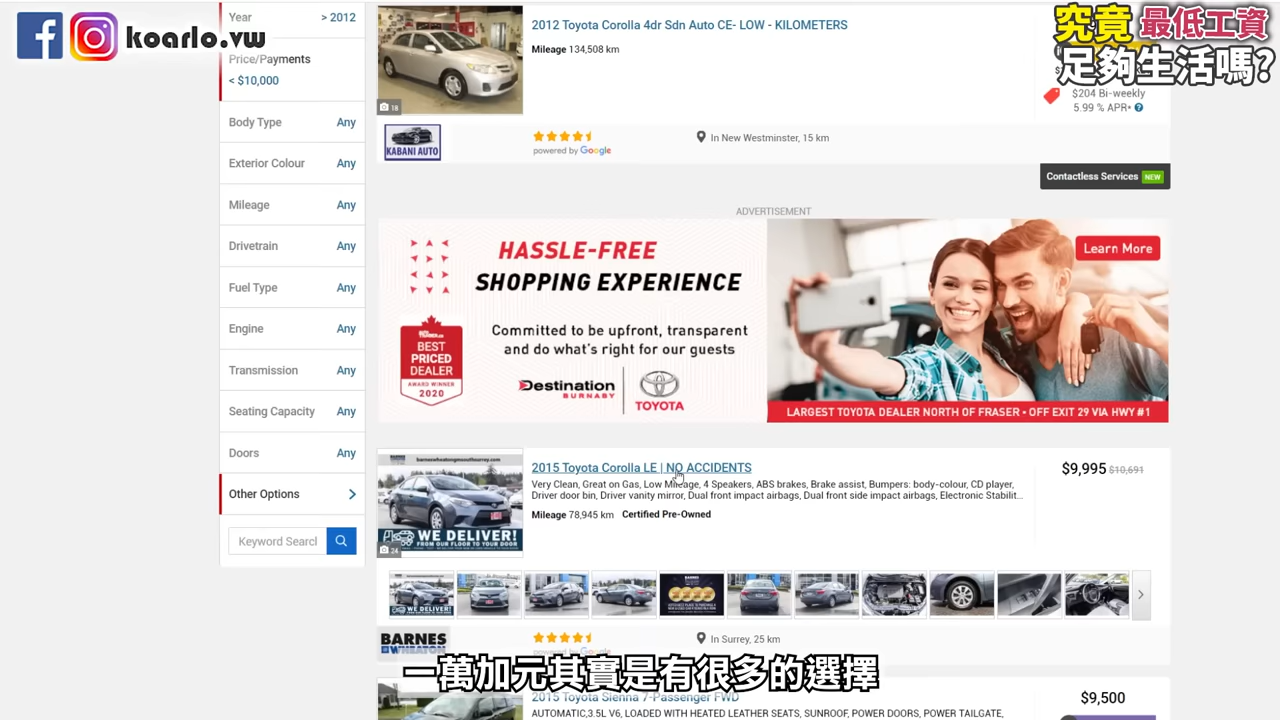 koarlo.vw
究竟 最低工資
足夠生活嗎?
Year > 2012
Price/Payments
< $10,000
Body Type Any
Exterior Colour Any
Mileage Any
Drivetrain Any
Fuel Type Any
Engine Any
Transmission Any
Seating Capacity Any
Doors Any
Other Options
Keyword Search
2012 Toyota Corolla 4dr Sdn Auto CE- LOW - KILOMETERS
Mileage 134,508 km
$204 Bi-weekly
5.99 % APR*
18
KABANI AUTO
powered by Google
In New Westminster, 15 km
Contactless Services NEW
ADVERTISEMENT
HASSLE-FREE
SHOPPING EXPERIENCE
Committed to be upfront, transparent
and do what's right for our guests
BEST
PRICED
DEALER
AWARD WINNER
2020
Destination
BURNABY
TOYOTA
Learn More
LARGEST TOYOTA DEALER NORTH OF FRASER • OFF EXIT 29 VIA HWY #1
2015 Toyota Corolla LE | NO ACCIDENTS
$9,995 $10,691
Very Clean, Great on Gas, Low Mileage, 4 Speakers, ABS brakes, Brake assist, Bumpers: body-colour, CD player,
Driver door bin, Driver vanity mirror, Dual front impact airbags, Dual front side impact airbags, Electronic Stabilit...
Mileage 78,945 km Certified Pre-Owned
WE DELIVER!
FROM OUR FLOOR TO YOUR DOOR
24
BARNES
WHEATON
In Surrey, 25 km
powered by Google
一萬加元其實是有很多的選擇
2015 Toyota Sienna 7-Passenger FWD
$9,500
AUTOMATIC,3.5L V6, LOADED WITH HEATED LEATHER SEATS, SUNROOF, POWER DOORS, POWER TAILGATE,